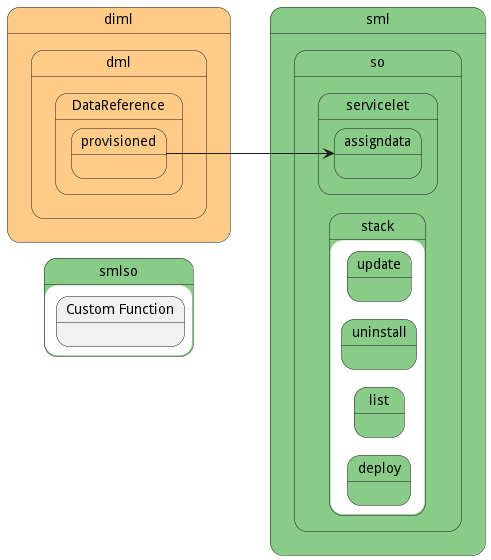 diml
dml
DataReference
provisioned
smlso
Custom Function
sml
so
servicelet
assigndata
stack
update
uninstall
list
deploy